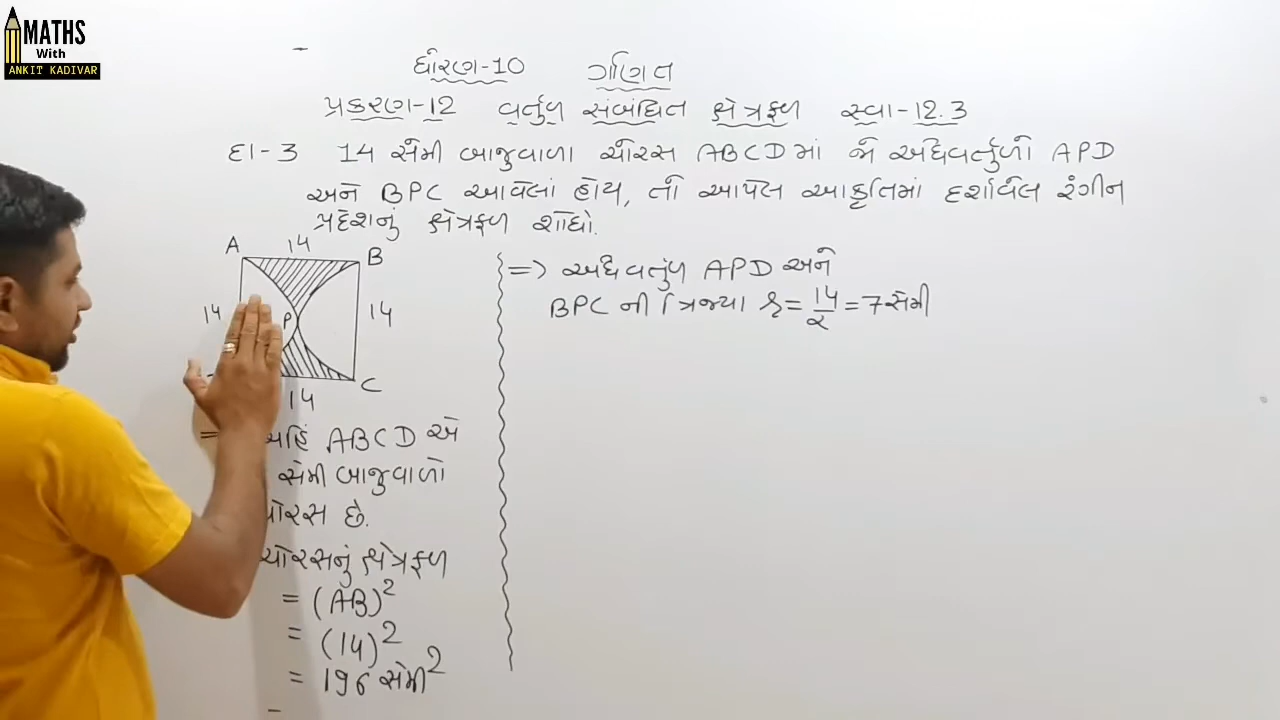 MATHS
With
ANKIT KADIVAR
ધોરણ-10 ગણિત
પ્રકરણ-12 વર્તુળ સંબંધિત ક્ષેત્રફળ સ્વા-12.3
દા-3 14 સેમી બાજુવાળા ચોરસ ABCD માં જો અર્ધવર્તુળો APD
અને BPC આવેલાં હોય, તો આપેલ આકૃતિમાં દર્શાવેલ રંગીન
પ્રદેશનું ક્ષેત્રફળ શોધો.
A 14 B
14 P 14
C
14
ABCD એ
સેમી બાજુવાળો
છે.
ચોરસનું ક્ષેત્રફળ
= (AB)²
= (14)²
= 196 સેમી²
=> અર્ધવર્તુળ APD અને
BPC ની ત્રિજ્યા r = 14/2 = 7 સેમી